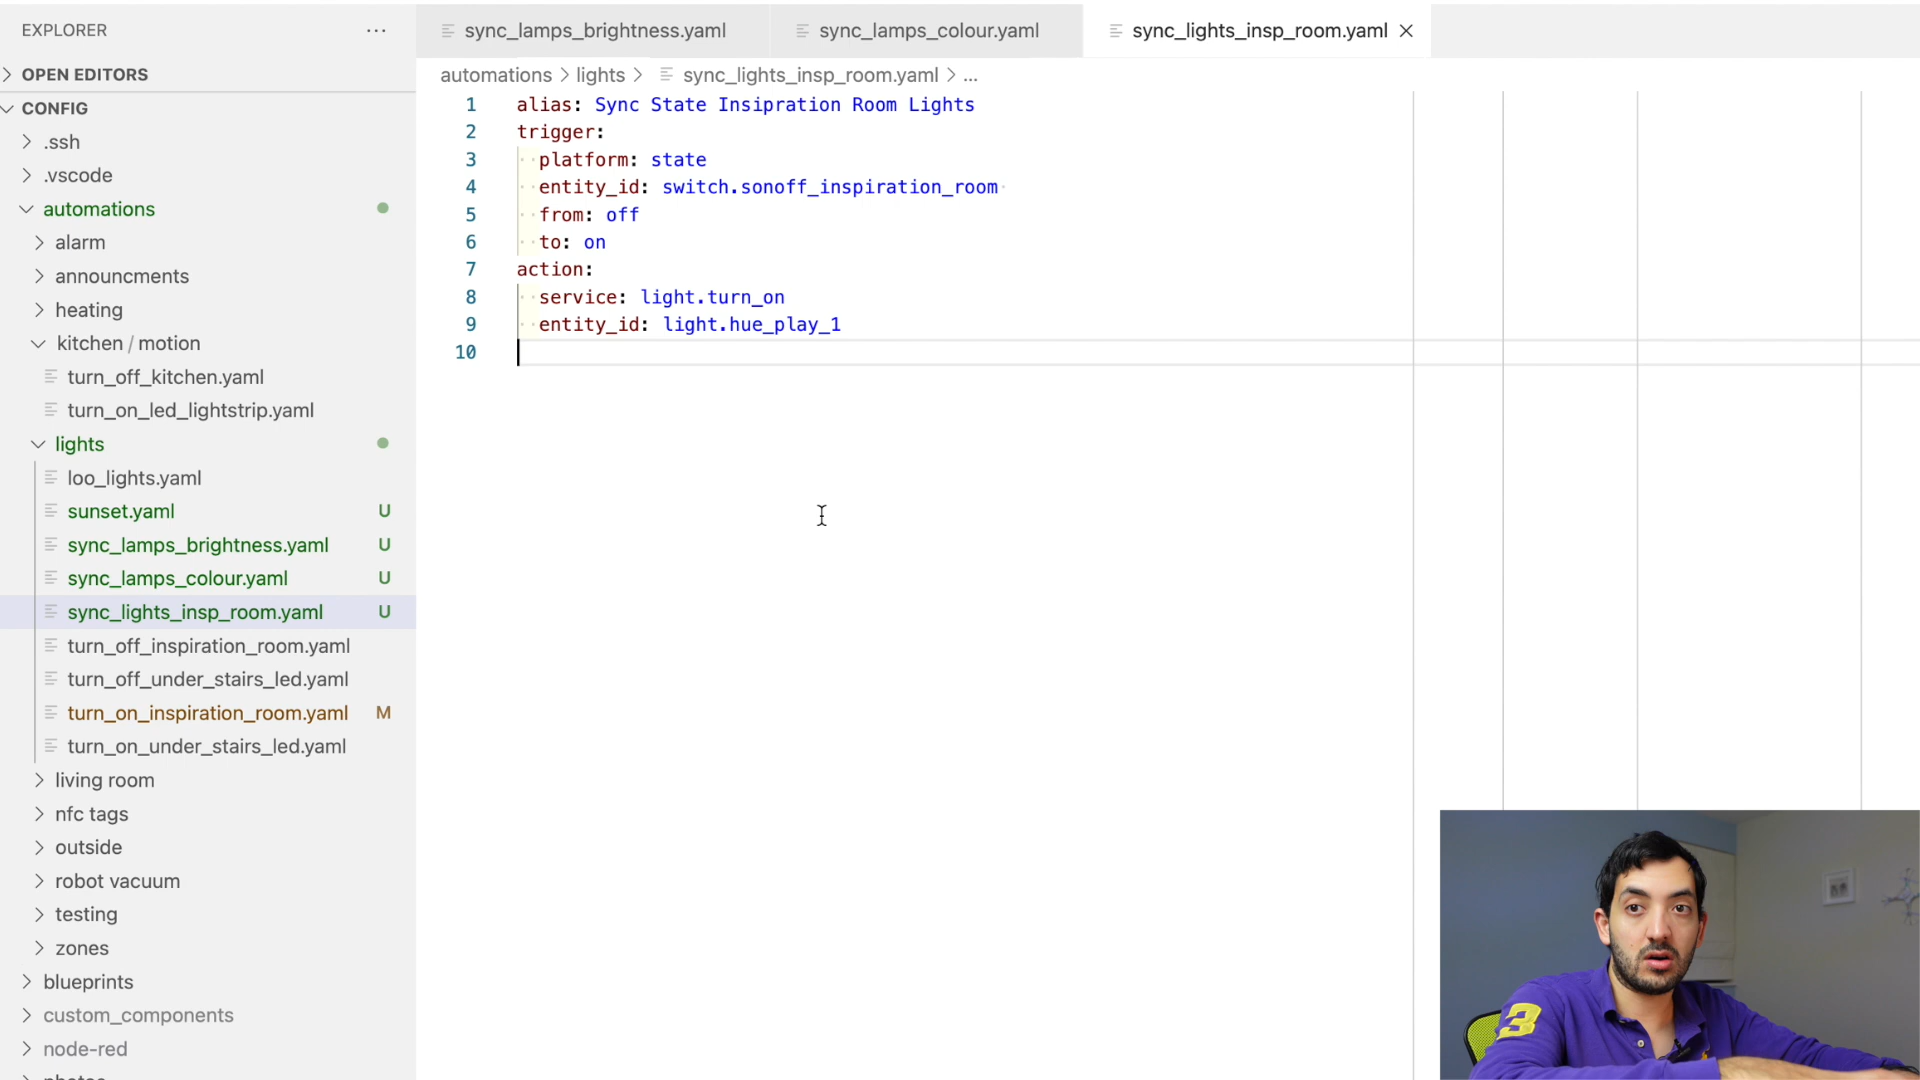 EXPLORER
...
OPEN EDITORS
CONFIG
.ssh
.vscode
automations
alarm
announcments
heating
kitchen / motion
turn_off_kitchen.yaml
turn_on_led_lightstrip.yaml
lights
loo_lights.yaml
sunset.yaml U
sync_lamps_brightness.yaml U
sync_lamps_colour.yaml U
sync_lights_insp_room.yaml U
turn_off_inspiration_room.yaml
turn_off_under_stairs_led.yaml
turn_on_inspiration_room.yaml M
turn_on_under_stairs_led.yaml
living room
nfc tags
outside
robot vacuum
testing
zones
blueprints
custom_components
node-red
sync_lamps_brightness.yaml sync_lamps_colour.yaml sync_lights_insp_room.yaml
automations > lights > sync_lights_insp_room.yaml > ...
1 alias: Sync State Insipration Room Lights
2 trigger:
3 platform: state
4 entity_id: switch.sonoff_inspiration_room
5 from: off
6 to: on
7 action:
8 service: light.turn_on
9 entity_id: light.hue_play_1
10
3